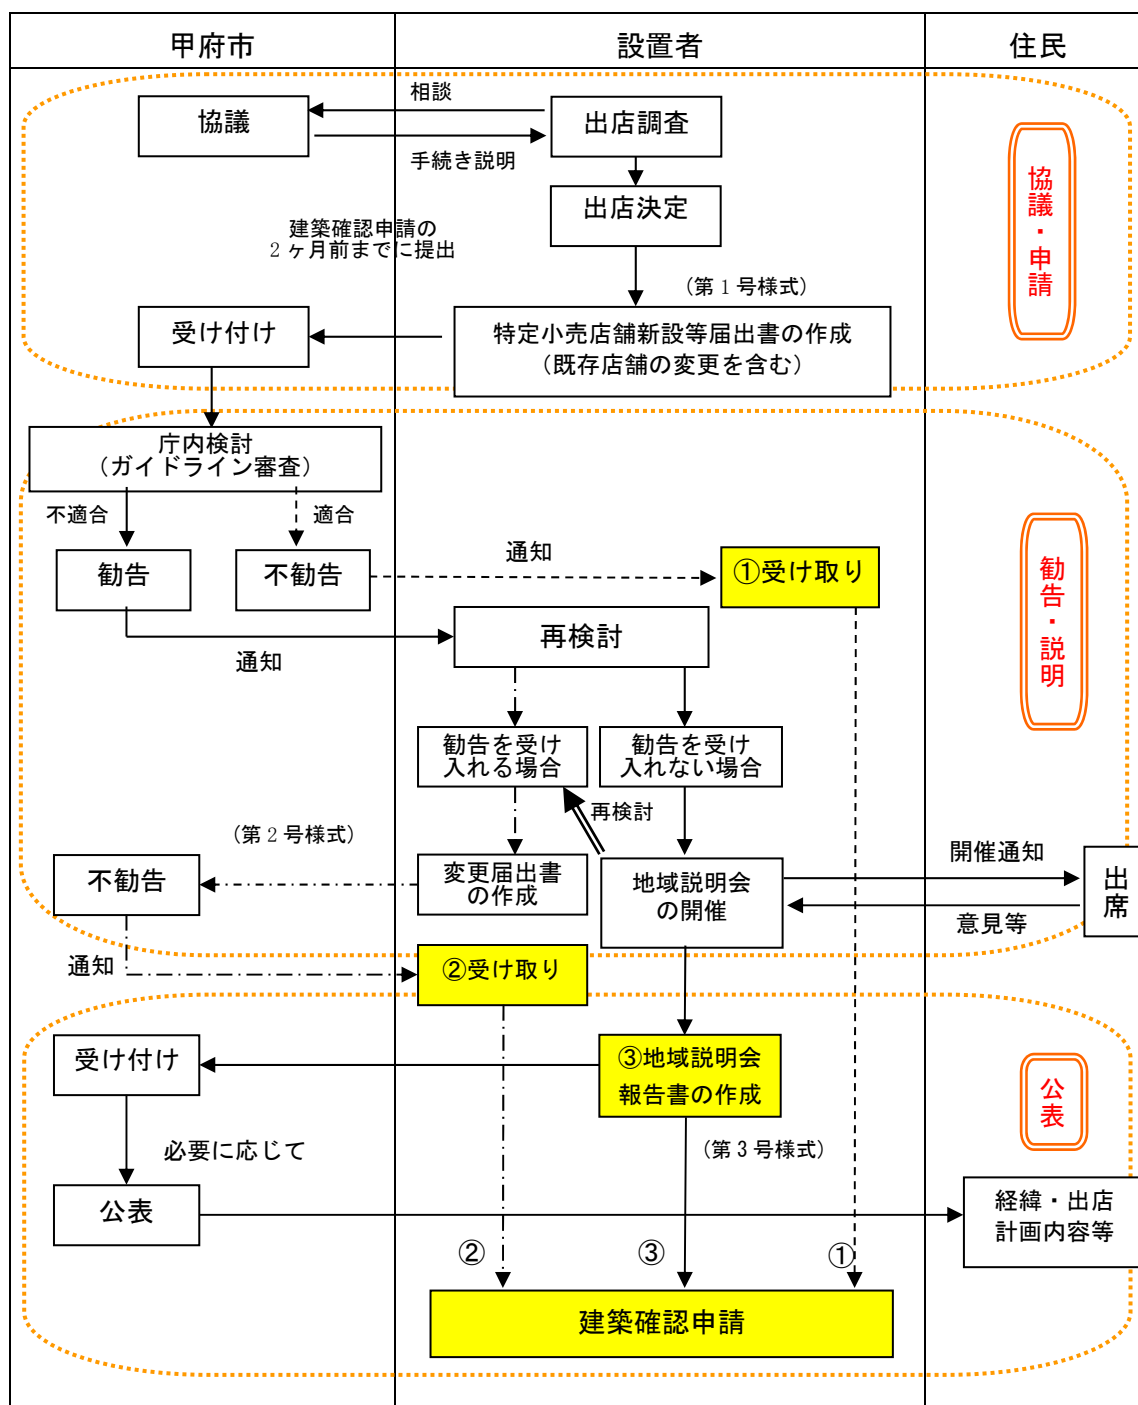 甲府市
設置者
住民
相談
協議
出店調査
手続き説明
出店決定
建築確認申請の
2ヶ月前までに提出
(第1号様式)
受け付け
特定小売店舗新設等届出書の作成
(既存店舗の変更を含む)
協議・申請
庁内検討
(ガイドライン審査)
不適合
適合
勧告
不勧告
通知
①受け取り
通知
再検討
勧告を受け
入れる場合
勧告を受け
入れない場合
再検討
(第2号様式)
不勧告
変更届出書
の作成
地域説明会
の開催
開催通知
意見等
出席
勧告・説明
通知
②受け取り
受け付け
③地域説明会
報告書の作成
公表
必要に応じて
(第3号様式)
公表
経緯・出店
計画内容等
②
③
①
建築確認申請